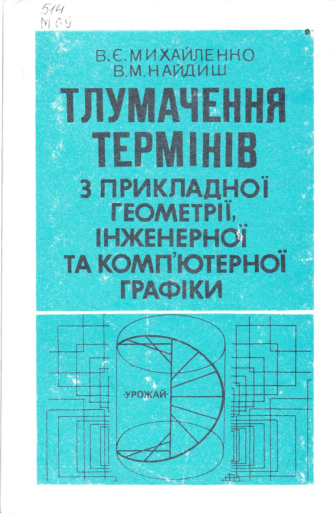 514
М 69
В.Є.МИХАЙЛЕНКО
В.М.НАЙДИШ
ТЛУМАЧЕННЯ
ТЕРМІНІВ
З ПРИКЛАДНОЇ
ГЕОМЕТРІЇ,
ІНЖЕНЕРНОЇ
ТА КОМП'ЮТЕРНОЇ
ГРАФІКИ
·УРОЖАЙ·